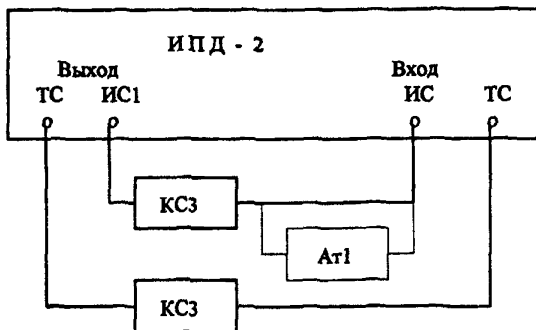 ИПД - 2
Выход Вход
ТС ИС1 ИС ТС
КС3
Ат1
КС3